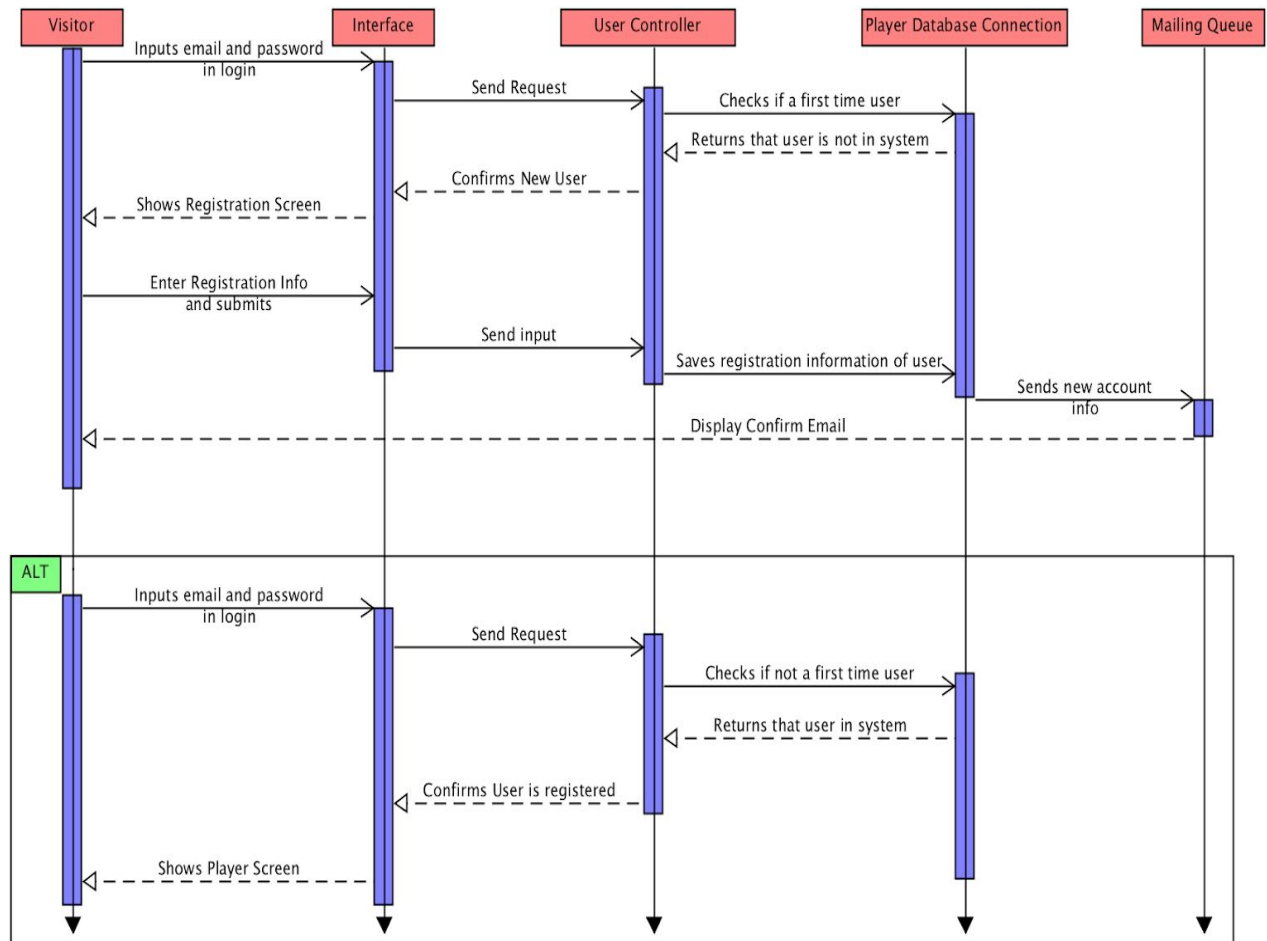 Visitor
Interface
User Controller
Player Database Connection
Mailing Queue
Inputs email and password
in login
Send Request
Checks if a first time user
Returns that user is not in system
Confirms New User
Shows Registration Screen
Enter Registration Info
and submits
Send input
Saves registration information of user
Sends new account
info
Display Confirm Email
ALT
Inputs email and password
in login
Send Request
Checks if not a first time user
Returns that user in system
Confirms User is registered
Shows Player Screen